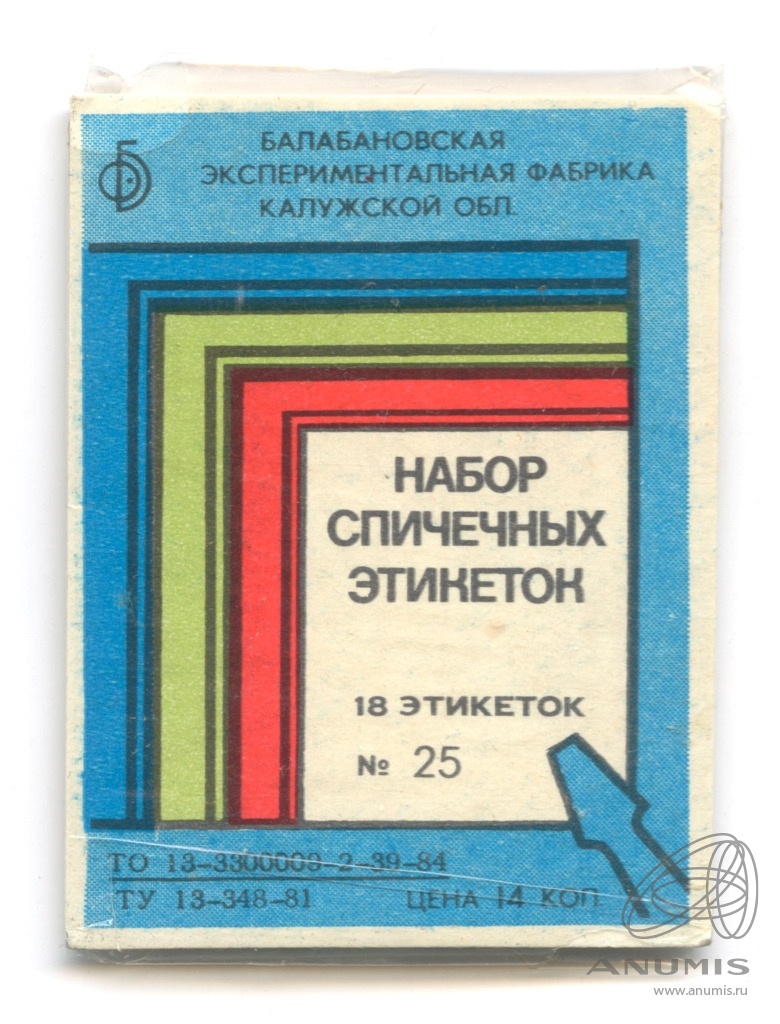 БАЛАБАНОВСКАЯ
ЭКСПЕРИМЕНТАЛЬНАЯ ФАБРИКА
КАЛУЖСКОЙ ОБЛ.
НАБОР
СПИЧЕЧНЫХ
ЭТИКЕТОК
18 ЭТИКЕТОК
№ 25
ТО 13-3300009-2-39-84
ТУ 13-348-81 ЦЕНА 14 КОП.
ANUMIS
www.anumis.ru